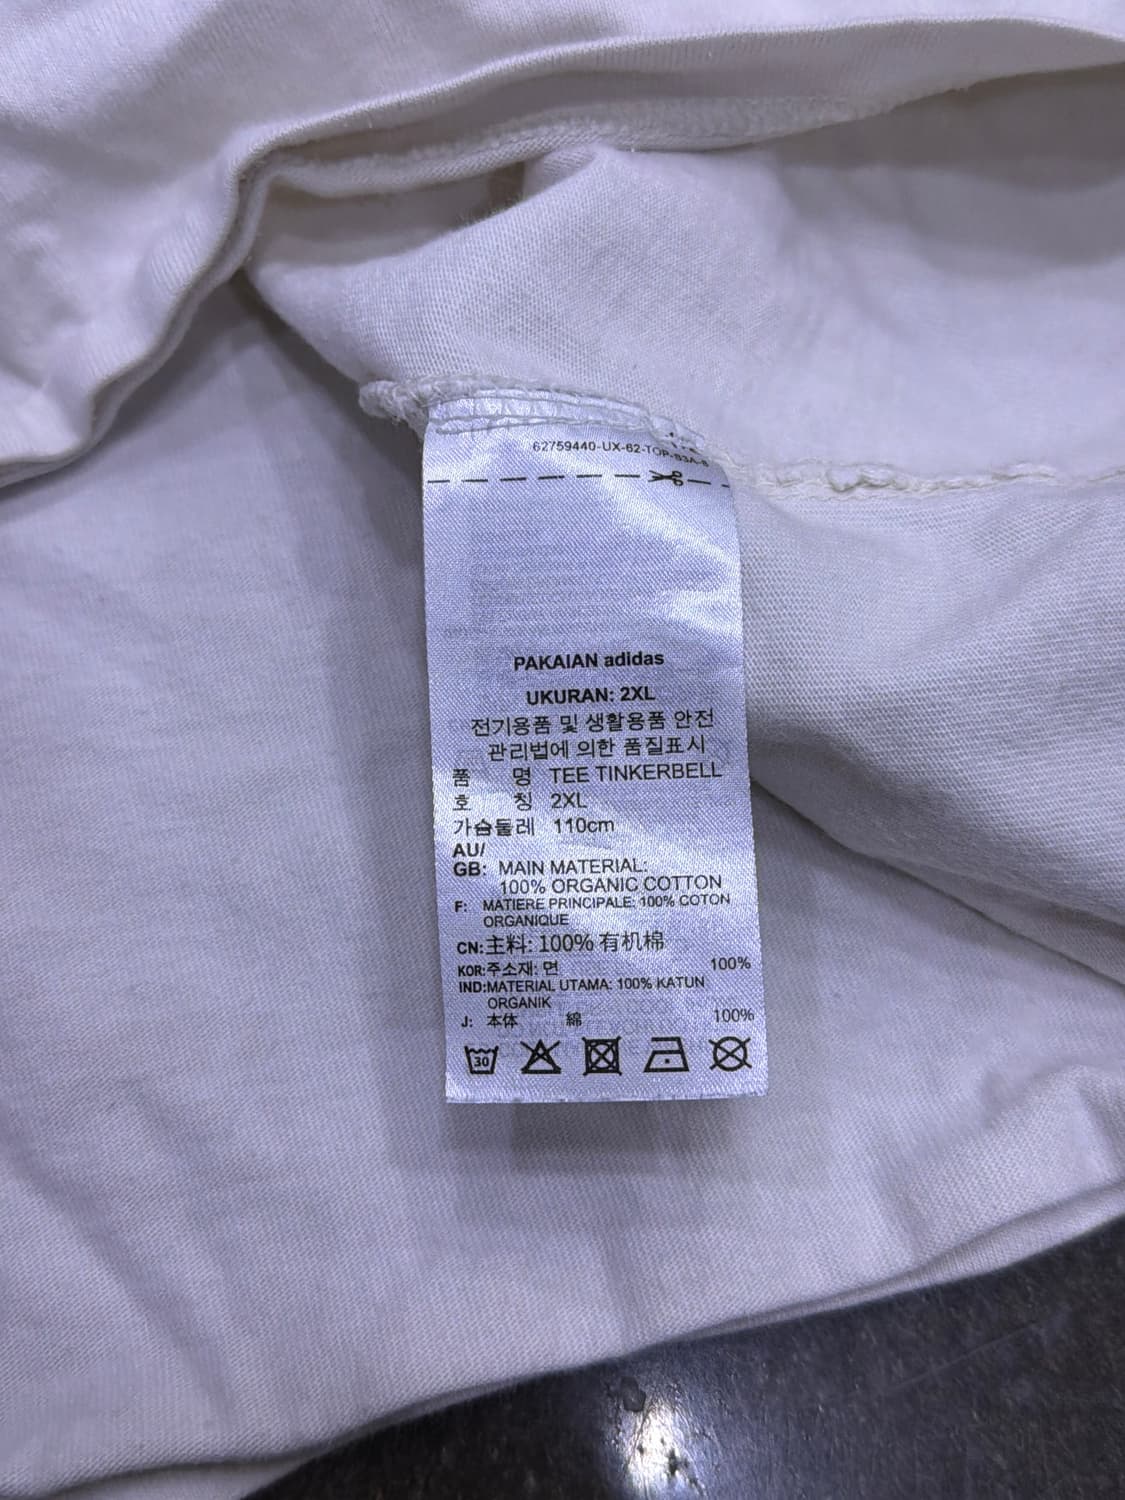 62759440-UX-62-TOP-S3A-8
PAKAIAN adidas
UKURAN: 2XL
전기용품 및 생활용품 안전
관리법에 의한 품질표시
품 명 TEE TINKERBELL
호 칭 2XL
가슴둘레 110cm
AU/
GB: MAIN MATERIAL:
100% ORGANIC COTTON
F: MATIERE PRINCIPALE: 100% COTON
ORGANIQUE
CN:主料: 100% 有机棉
KOR:주소재: 면 100%
IND:MATERIAL UTAMA: 100% KATUN
ORGANIK
J: 本体 綿 100%
30